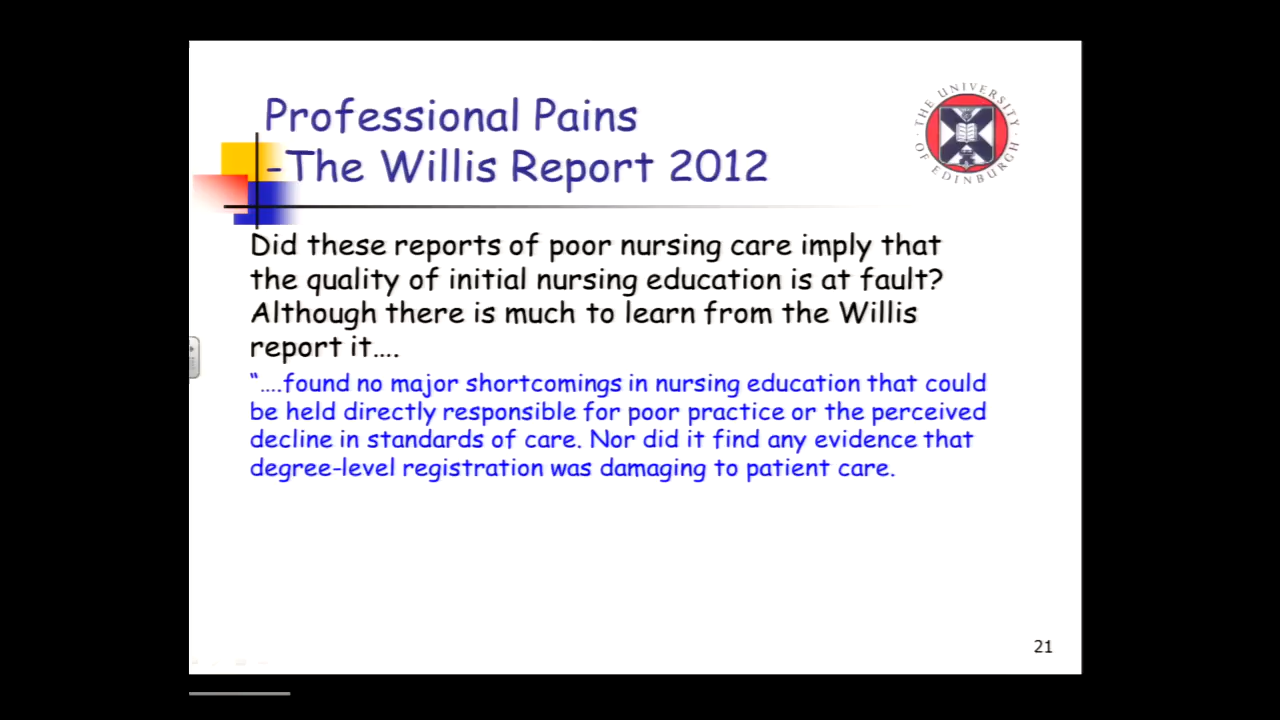 Professional Pains
-The Willis Report 2012
THE UNIVERSITY
OF EDINBURGH
Did these reports of poor nursing care imply that
the quality of initial nursing education is at fault?
Although there is much to learn from the Willis
report it….
“….found no major shortcomings in nursing education that could
be held directly responsible for poor practice or the perceived
decline in standards of care. Nor did it find any evidence that
degree-level registration was damaging to patient care.
21